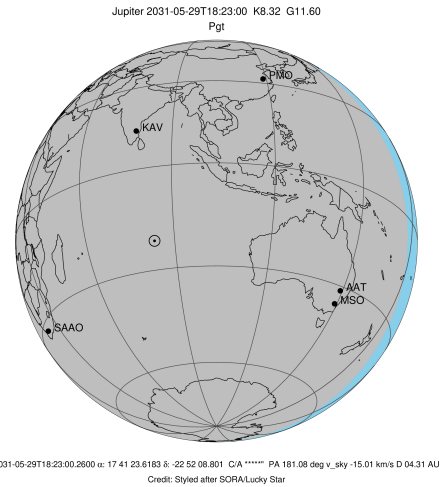 Jupiter 2031-05-29T18:23:00 K8.32 G11.60
Pgt
PMO
KAV
AAT
MSO
SAAO
031-05-29T18:23:00.2600 α: 17 41 23.6183 δ: -22 52 08.801 C/A *****" PA 181.08 deg v_sky -15.01 km/s D 04.31 AU
Credit: Styled after SORA/Lucky Star